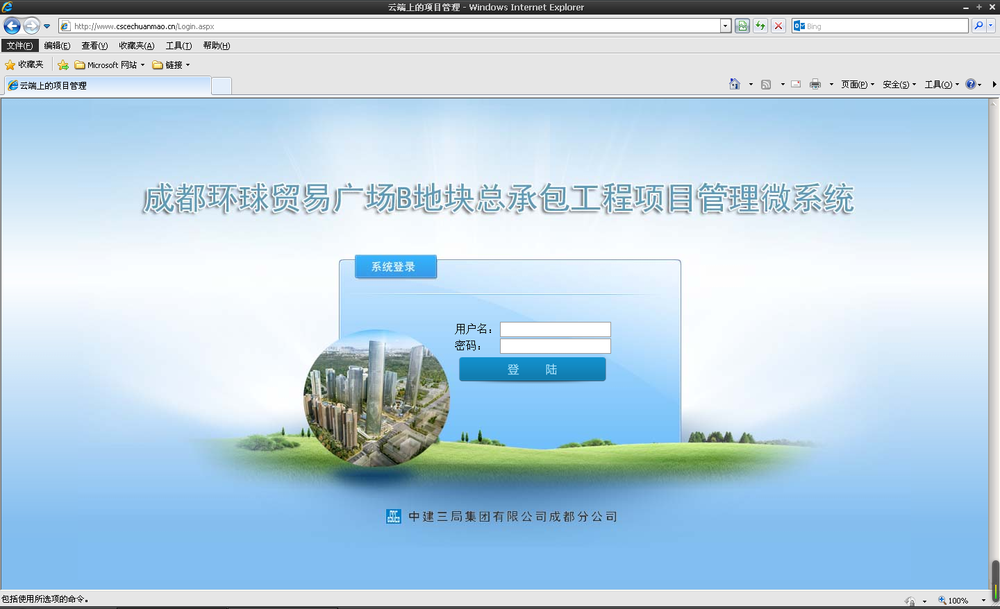 云端上的项目管理 - Windows Internet Explorer
http://www.cscechuanmao.cn/Login.aspx
Bing
文件(F) 编辑(E) 查看(V) 收藏夹(A) 工具(T) 帮助(H)
收藏夹 Microsoft 网站 链接
云端上的项目管理
页面(P) 安全(S) 工具(O)
成都环球贸易广场B地块总承包工程项目管理微系统
系统登录
用户名：
密码：
登 陆
中建三局集团有限公司成都分公司
包括使用所选项的命令。
100%